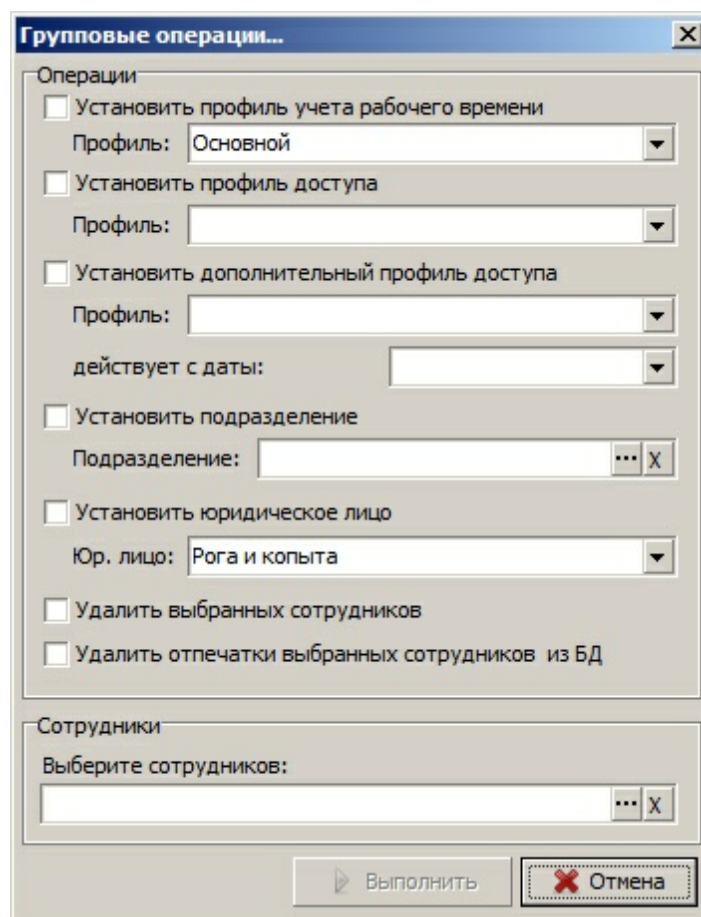 Групповые операции...
Операции
Установить профиль учета рабочего времени
Профиль: Основной
Установить профиль доступа
Профиль:
Установить дополнительный профиль доступа
Профиль:
действует с даты:
Установить подразделение
Подразделение: ... X
Установить юридическое лицо
Юр. лицо: Рога и копыта
Удалить выбранных сотрудников
Удалить отпечатки выбранных сотрудников из БД
Сотрудники
Выберите сотрудников:
... X
Выполнить Отмена